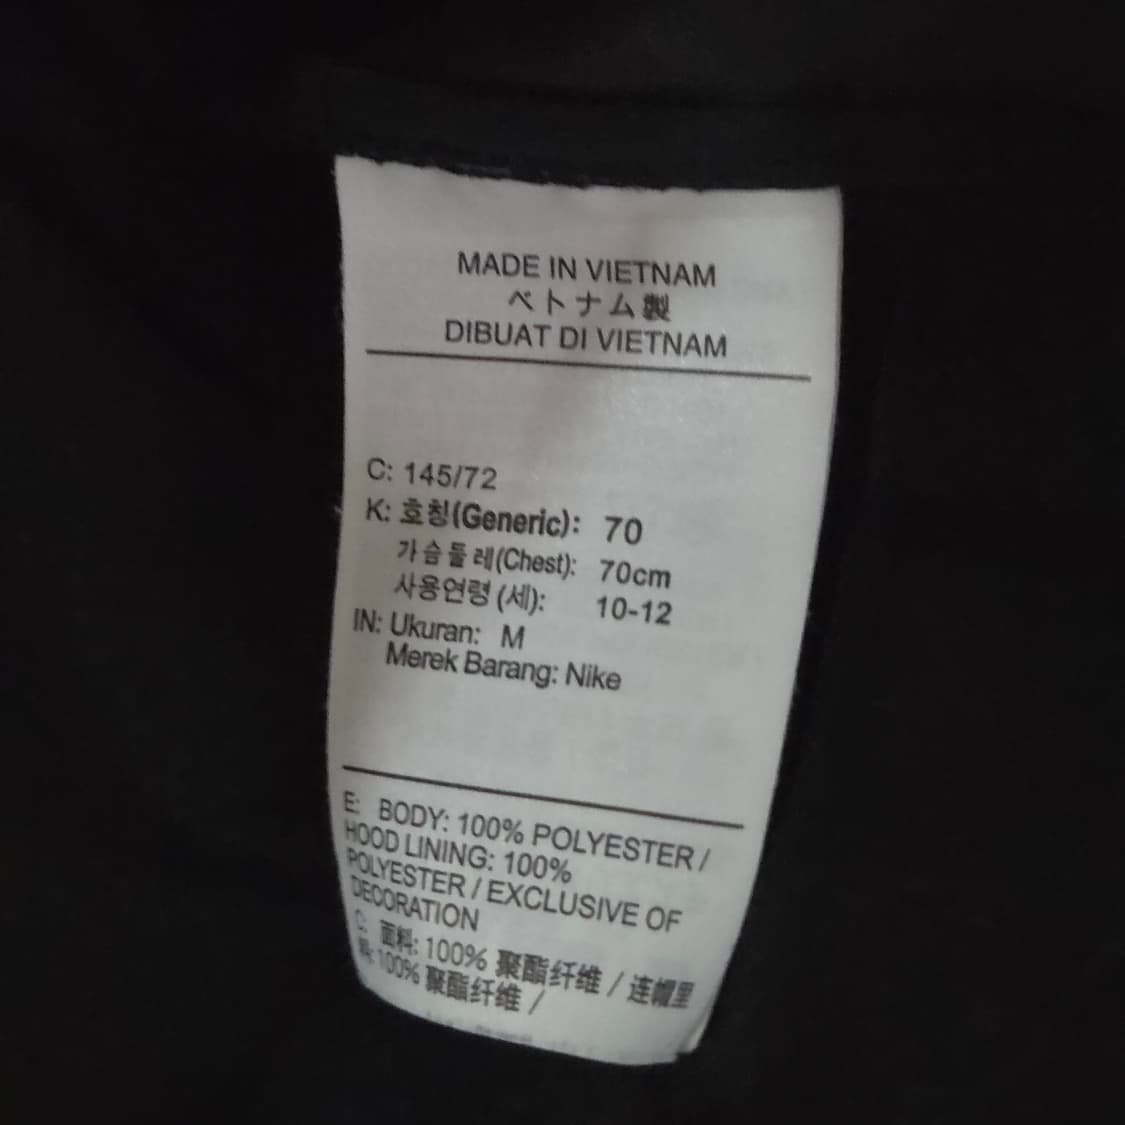 MADE IN VIETNAM
ベトナム製
DIBUAT DI VIETNAM
C: 145/72
K: 호칭(Generic): 70
가슴둘레(Chest): 70cm
사용연령 (세): 10-12
IN: Ukuran: M
Merek Barang: Nike
E: BODY: 100% POLYESTER /
HOOD LINING: 100%
POLYESTER / EXCLUSIVE OF
DECORATION
C: 面料: 100% 聚酯纤维 / 连帽里
料: 100% 聚酯纤维 /